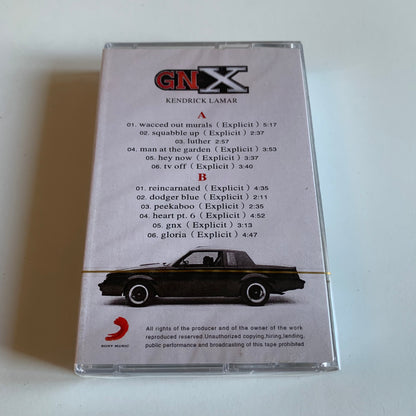 GNX
KENDRICK LAMAR
A
01. wacced out murals ( Explicit ) 5:17
02. squabble up ( Explicit ) 2:37
03. luther 2:57
04. man at the garden ( Explicit ) 3:53
05. hey now ( Explicit ) 3:37
06. tv off ( Explicit ) 3:40
B
01. reincarnated ( Explicit ) 4:35
02. dodger blue ( Explicit ) 2:11
03. peekaboo ( Explicit ) 2:35
04. heart pt. 6 ( Explicit ) 4:52
05. gnx ( Explicit ) 3:13
06. gloria ( Explicit ) 4:47
SONY MUSIC
All rights of the producer and of the owner of the work
reproduced reserved.Unauthorized copying,hiring,lending,
public performance and broadcasting of this tape prohibited